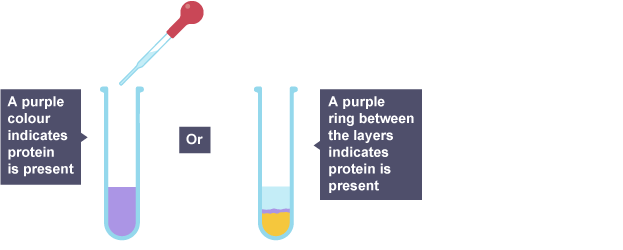 A purple
colour
indicates
protein
is present
Or
A purple
ring between
the layers
indicates
protein is
present